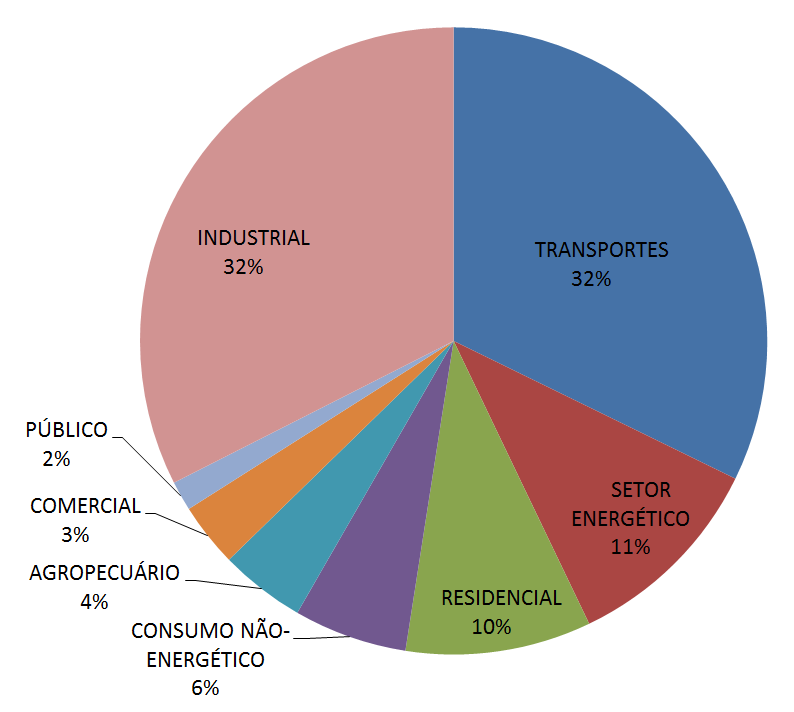 INDUSTRIAL
32%
TRANSPORTES
32%
PÚBLICO
2%
COMERCIAL
3%
AGROPECUÁRIO
4%
CONSUMO NÃO-
ENERGÉTICO
6%
RESIDENCIAL
10%
SETOR
ENERGÉTICO
11%